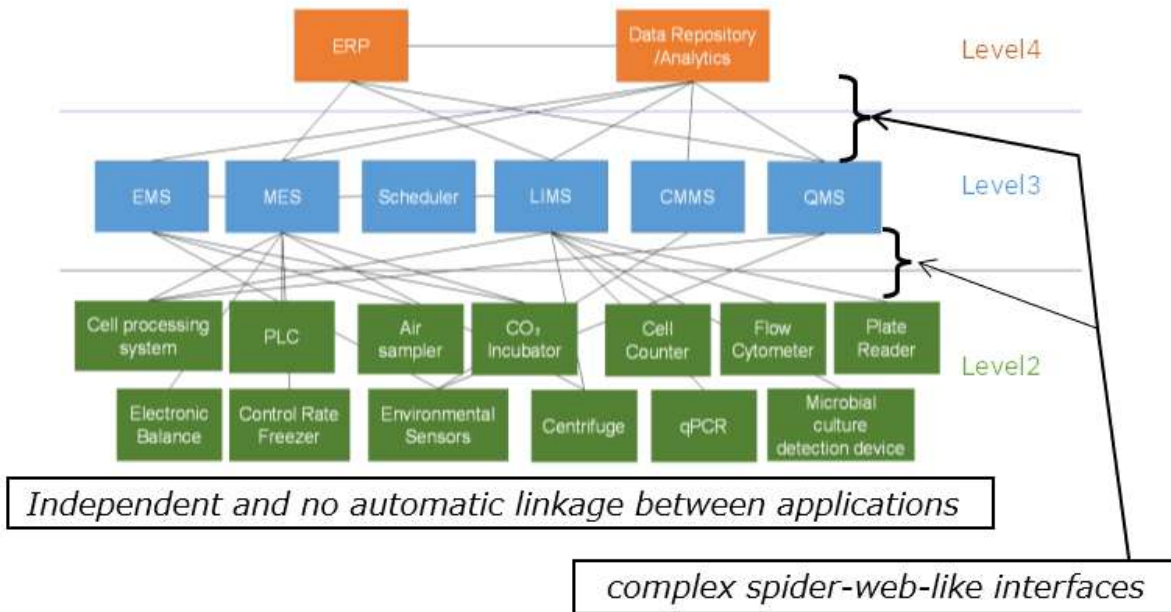 ERP
Data Repository
/Analytics
Level4
EMS
MES
Scheduler
LIMS
CMMS
QMS
Level3
Cell processing
system
PLC
Air
sampler
CO₂
Incubator
Cell
Counter
Flow
Cytometer
Plate
Reader
Level2
Electronic
Balance
Control Rate
Freezer
Environmental
Sensors
Centrifuge
qPCR
Microbial
culture
detection device
Independent and no automatic linkage between applications
complex spider-web-like interfaces